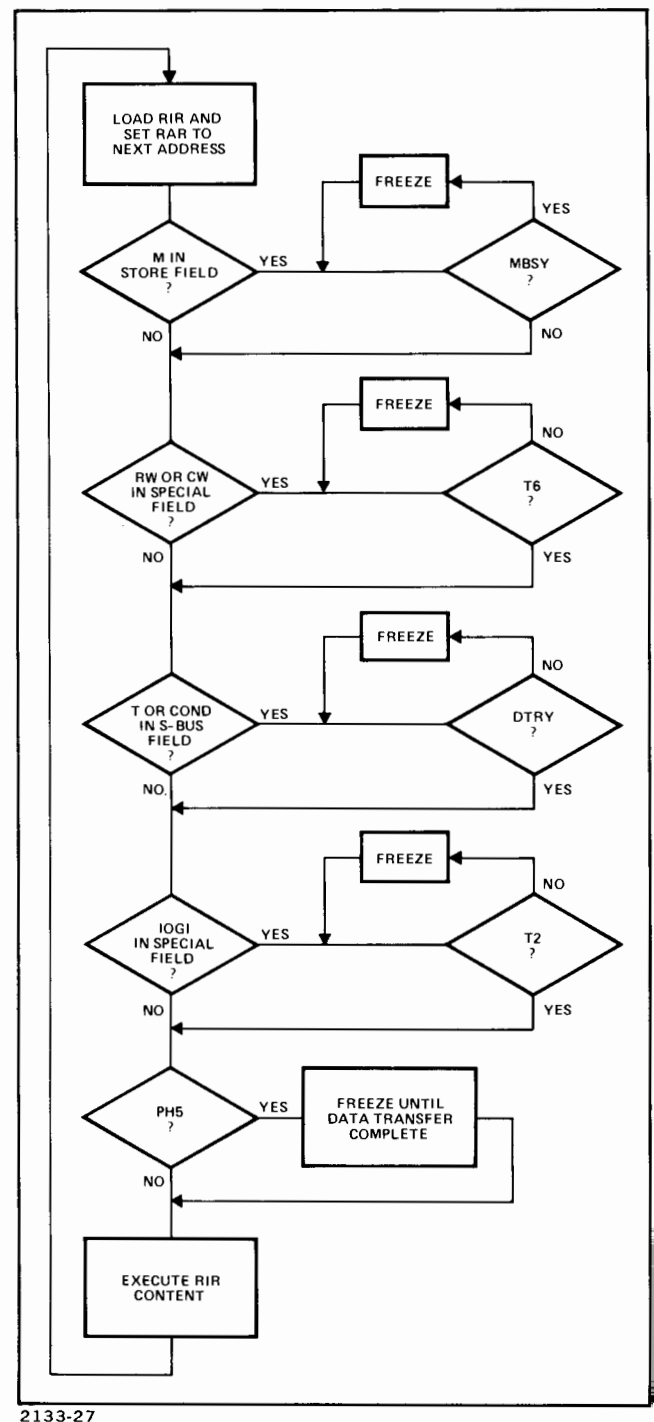 LOAD RIR AND
SET RAR TO
NEXT ADDRESS
FREEZE
YES
M IN
STORE FIELD
?
YES
MBSY
?
NO
NO
FREEZE
NO
RW OR CW
IN SPECIAL
FIELD
?
YES
T6
?
NO
YES
FREEZE
NO
T OR COND
IN S-BUS
FIELD
?
YES
DTRY
?
NO.
YES
FREEZE
NO
IOGI
IN SPECIAL
FIELD
?
YES
T2
?
NO
YES
PH5
?
YES
FREEZE UNTIL
DATA TRANSFER
COMPLETE
NO
EXECUTE RIR
CONTENT
2133-27